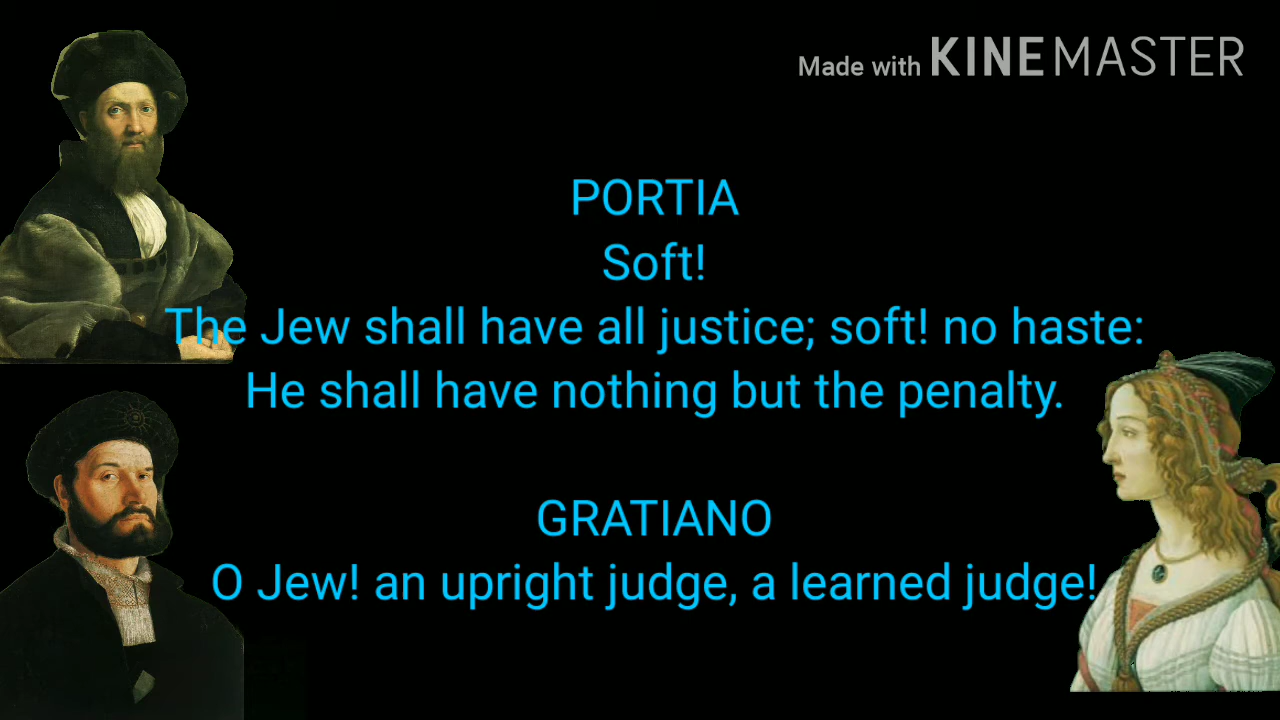 Made with KINEMASTER
PORTIA
Soft!
The Jew shall have all justice; soft! no haste:
He shall have nothing but the penalty.
GRATIANO
O Jew! an upright judge, a learned judge!